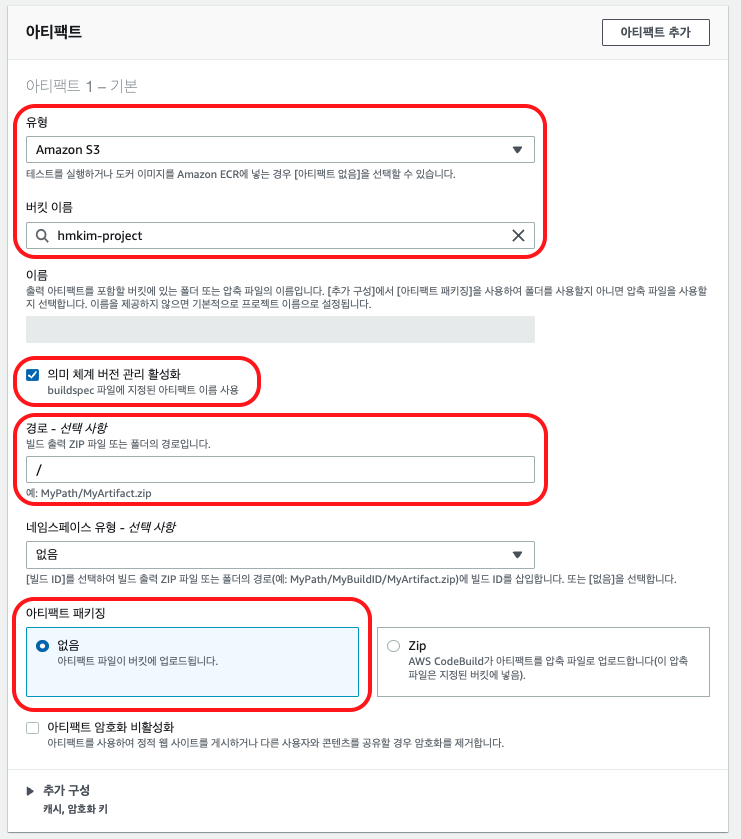 아티팩트
아티팩트 추가
아티팩트 1 – 기본
유형
Amazon S3
테스트를 실행하거나 도커 이미지를 Amazon ECR에 넣는 경우 [아티팩트 없음]을 선택할 수 있습니다.
버킷 이름
hmkim-project
이름
출력 아티팩트를 포함할 버킷에 있는 폴더 또는 압축 파일의 이름입니다. [추가 구성]에서 [아티팩트 패키징]을 사용하여 폴더를 사용할지 아니면 압축 파일을 사용할
지 선택합니다. 이름을 제공하지 않으면 기본적으로 프로젝트 이름으로 설정됩니다.
의미 체계 버전 관리 활성화
buildspec 파일에 지정된 아티팩트 이름 사용
경로 - 선택 사항
빌드 출력 ZIP 파일 또는 폴더의 경로입니다.
/
예: MyPath/MyArtifact.zip
네임스페이스 유형 - 선택 사항
없음
[빌드 ID]를 선택하여 빌드 출력 ZIP 파일 또는 폴더의 경로(예: MyPath/MyBuildID/MyArtifact.zip)에 빌드 ID를 삽입합니다. 또는 [없음]을 선택합니다.
아티팩트 패키징
없음
아티팩트 파일이 버킷에 업로드됩니다.
Zip
AWS CodeBuild가 아티팩트를 압축 파일로 업로드합니다(이 압축
파일은 지정된 버킷에 넣음).
아티팩트 암호화 비활성화
아티팩트를 사용하여 정적 웹 사이트를 게시하거나 다른 사용자와 콘텐츠를 공유할 경우 암호화를 제거합니다.
추가 구성
캐시, 암호화 키